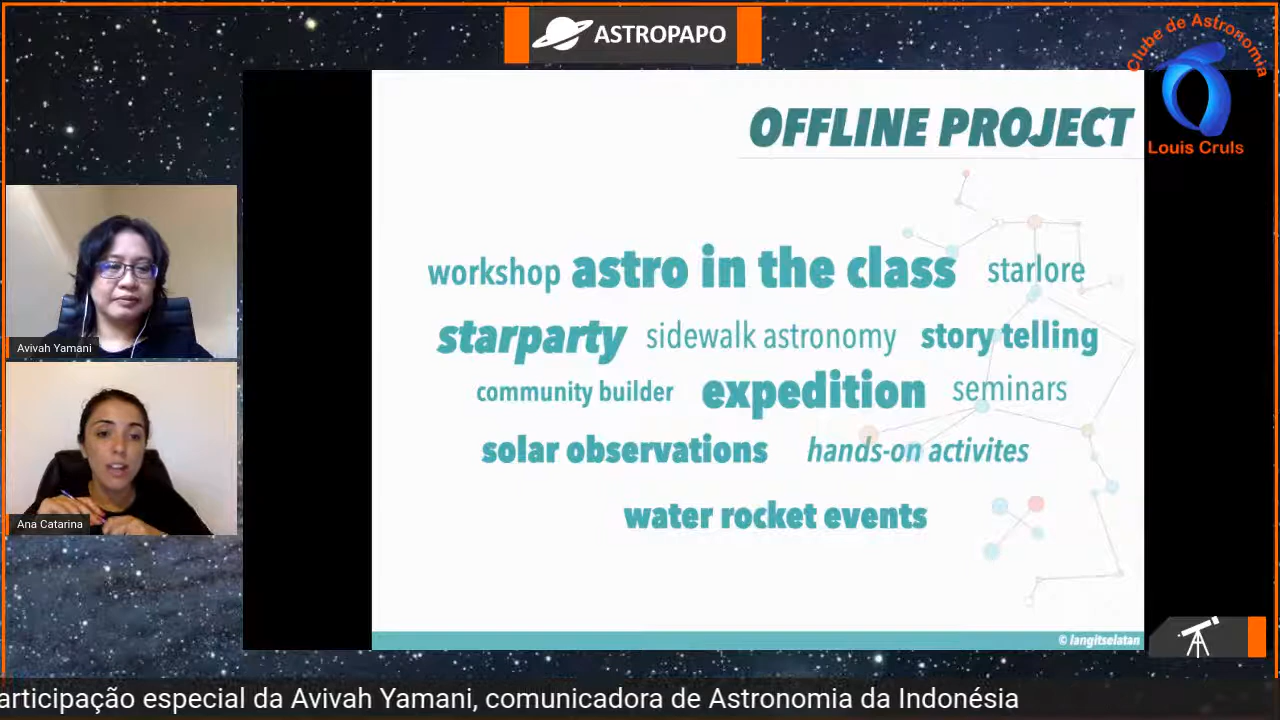 ASTROPAPO
Clube de Astronomia
Louis Cruls
OFFLINE PROJECT
workshop astro in the class starlore
starparty sidewalk astronomy story telling
community builder expedition seminars
solar observations hands-on activites
water rocket events
© langitselatan
Avivah Yamani
Ana Catarina
articipação especial da Avivah Yamani, comunicadora de Astronomia da Indonésia